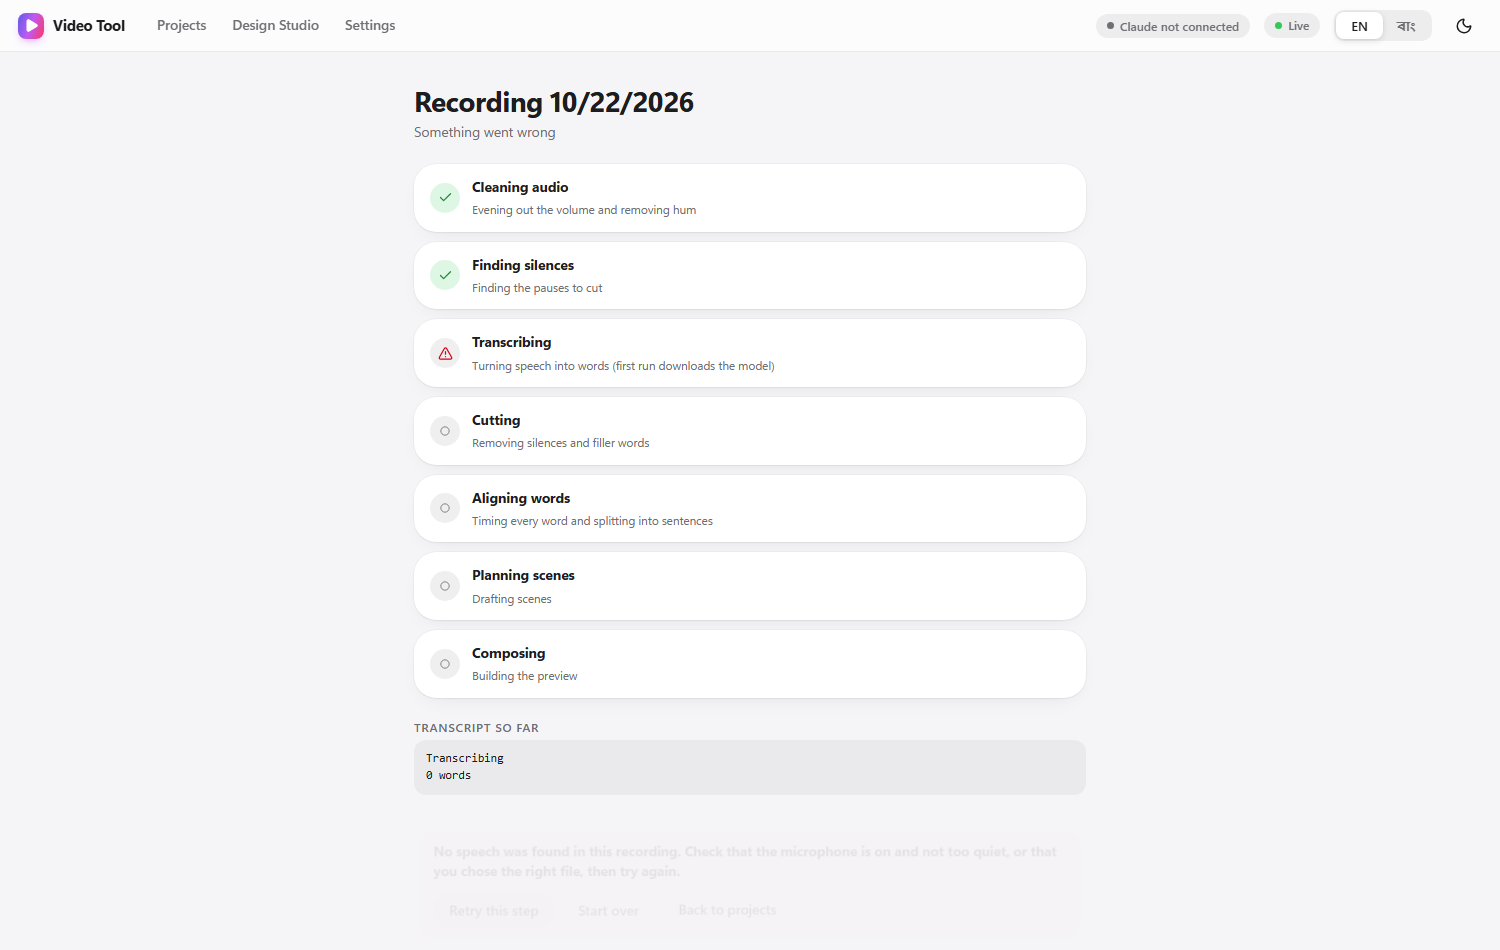 Video Tool
Projects
Design Studio
Settings
Claude not connected
Live
EN
বাং
Recording 10/22/2026
Something went wrong
Cleaning audio
Evening out the volume and removing hum
Finding silences
Finding the pauses to cut
Transcribing
Turning speech into words (first run downloads the model)
Cutting
Removing silences and filler words
Aligning words
Timing every word and splitting into sentences
Planning scenes
Drafting scenes
Composing
Building the preview
TRANSCRIPT SO FAR
Transcribing
0 words
No speech was found in this recording. Check that the microphone is on and not too quiet, or that
you chose the right file, then try again.
Retry this step
Start over
Back to projects